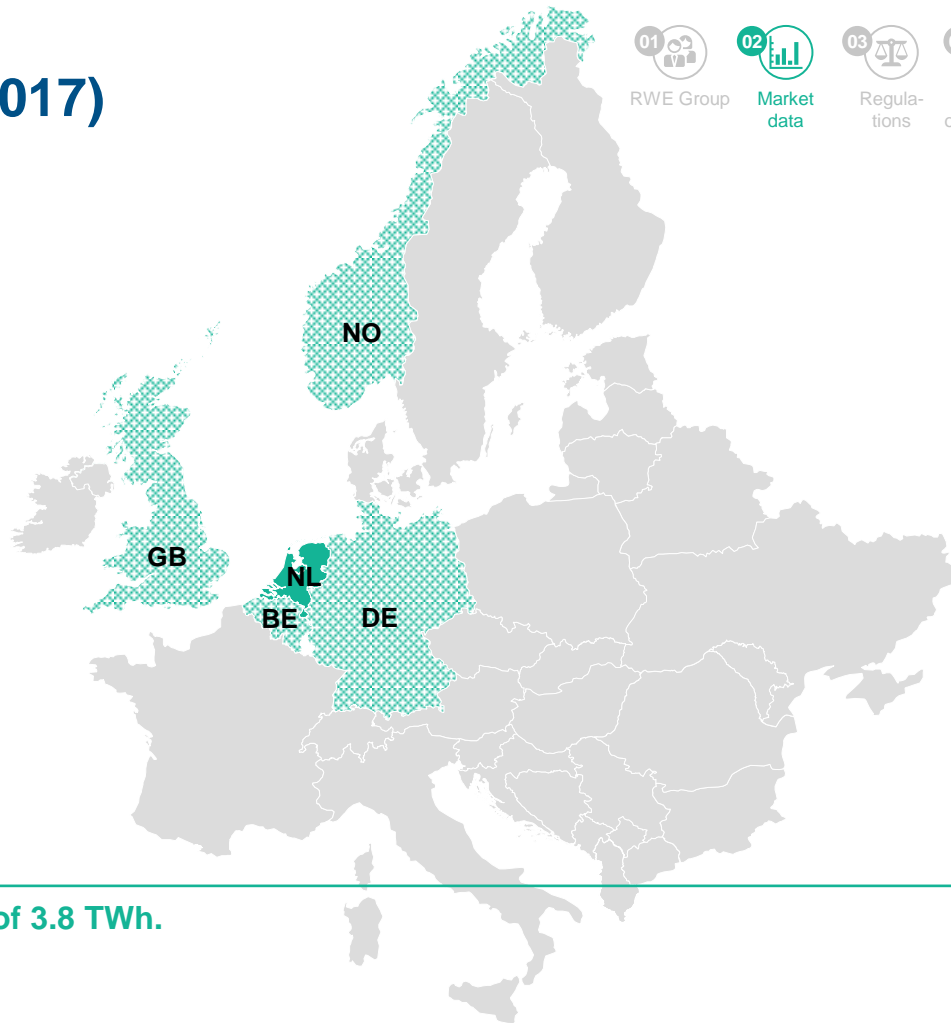 017)
01
RWE Group
02
Market
data
03
Regula-
tions
NO
GB
NL
BE
DE
of 3.8 TWh.